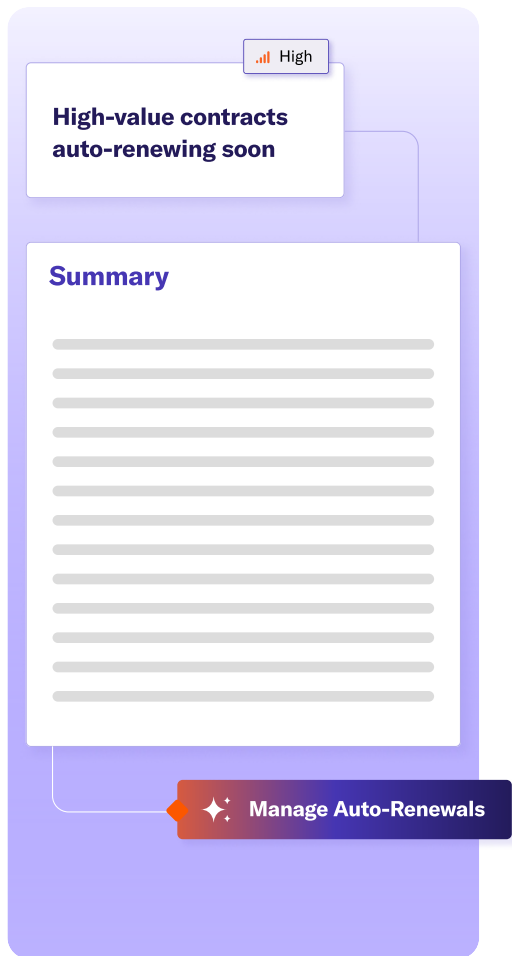 High
High-value contracts
auto-renewing soon
Summary
Manage Auto-Renewals